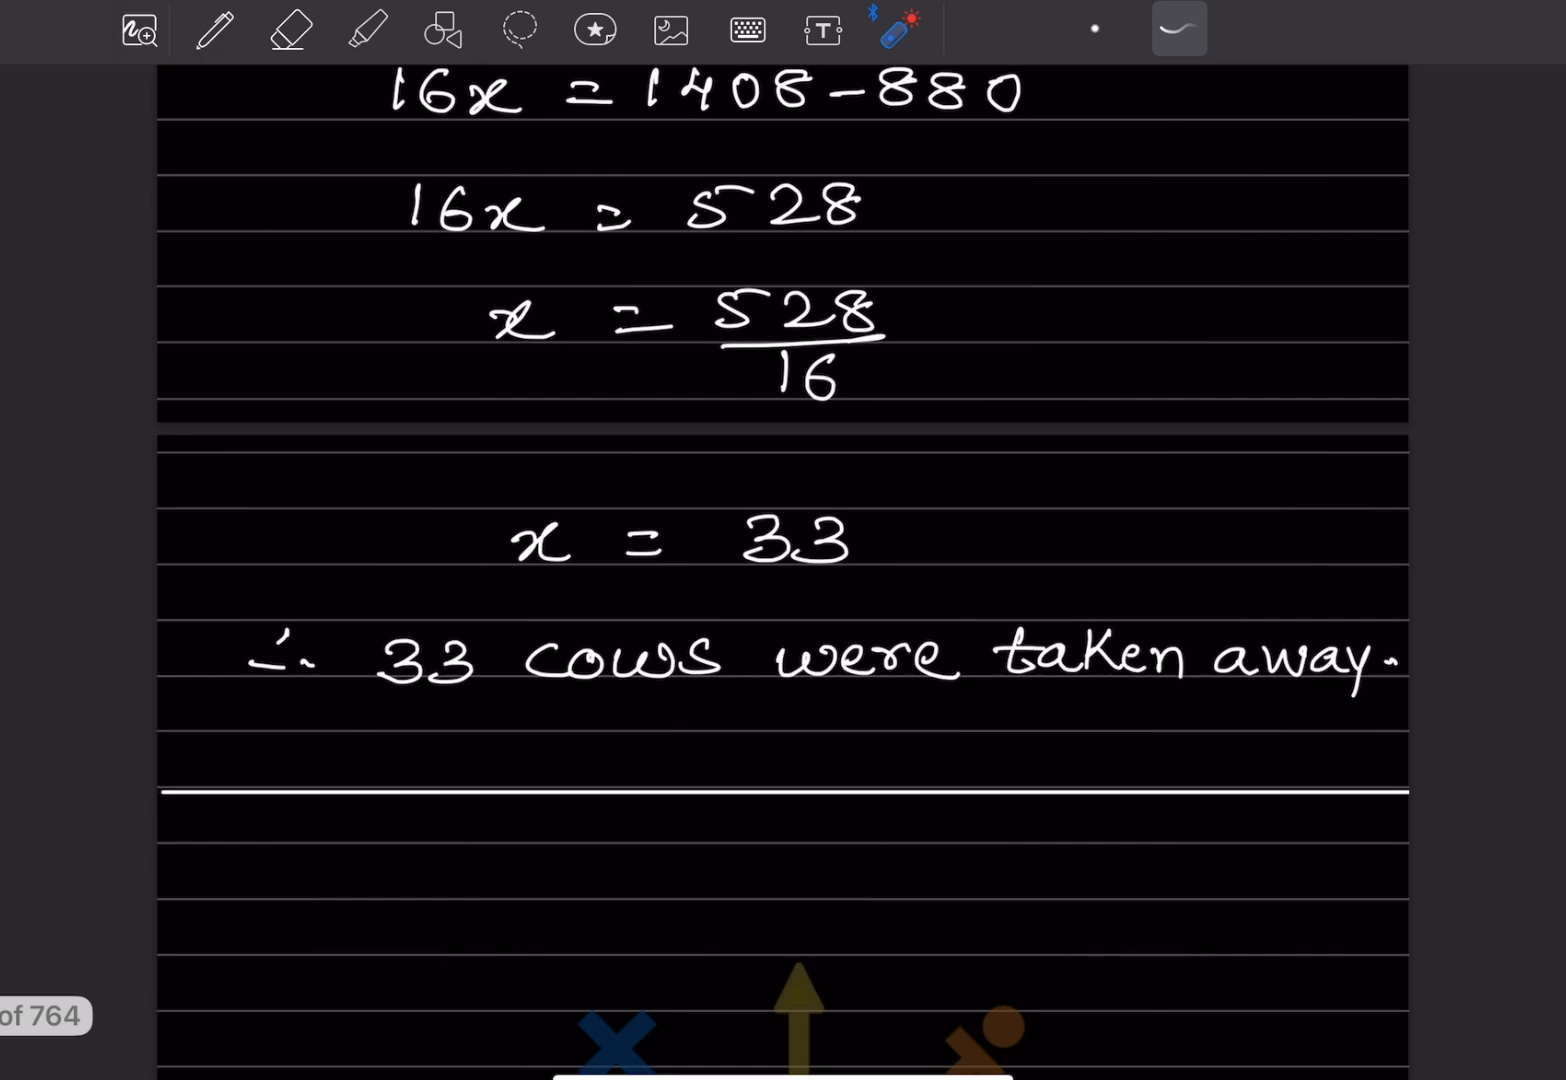 16x = 1408 - 880
16x = 528
x = 528
16
x = 33
∴ 33 cows were taken away.
of 764